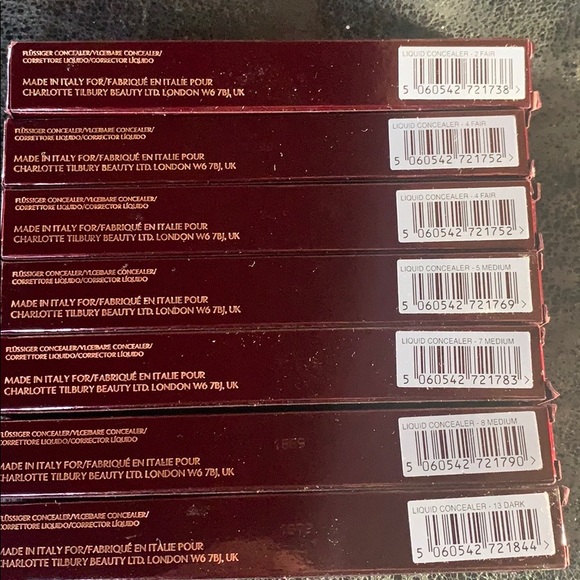 FLÜSSIGER CONCEALER/VLOEIBARE CONCEALER/
CORRETTORE LIQUIDO/CORRECTOR LÍQUIDO
MADE IN ITALY FOR/FABRIQUÉ EN ITALIE POUR
CHARLOTTE TILBURY BEAUTY LTD. LONDON W6 7BJ, UK
LIQUID CONCEALER - 2 FAIR
5 060542 721738 >
FLÜSSIGER CONCEALER/VLOEIBARE CONCEALER/
CORRETTORE LIQUIDO/CORRECTOR LÍQUIDO
MADE IN ITALY FOR/FABRIQUÉ EN ITALIE POUR
CHARLOTTE TILBURY BEAUTY LTD. LONDON W6 7BJ, UK
LIQUID CONCEALER - 4 FAIR
5 060542 721752 >
FLÜSSIGER CONCEALER/VLOEIBARE CONCEALER/
CORRETTORE LIQUIDO/CORRECTOR LÍQUIDO
MADE IN ITALY FOR/FABRIQUÉ EN ITALIE POUR
CHARLOTTE TILBURY BEAUTY LTD. LONDON W6 7BJ, UK
LIQUID CONCEALER - 4 FAIR
5 060542 721752 >
FLÜSSIGER CONCEALER/VLOEIBARE CONCEALER/
CORRETTORE LIQUIDO/CORRECTOR LÍQUIDO
MADE IN ITALY FOR/FABRIQUÉ EN ITALIE POUR
CHARLOTTE TILBURY BEAUTY LTD. LONDON W6 7BJ, UK
LIQUID CONCEALER - 5 MEDIUM
5 060542 721769 >
FLÜSSIGER CONCEALER/VLOEIBARE CONCEALER/
CORRETTORE LIQUIDO/CORRECTOR LÍQUIDO
MADE IN ITALY FOR/FABRIQUÉ EN ITALIE POUR
CHARLOTTE TILBURY BEAUTY LTD. LONDON W6 7BJ, UK
LIQUID CONCEALER - 7 MEDIUM
5 060542 721783 >
FLÜSSIGER CONCEALER/VLOEIBARE CONCEALER/
CORRETTORE LIQUIDO/CORRECTOR LÍQUIDO
MADE IN ITALY FOR/FABRIQUÉ EN ITALIE POUR
CHARLOTTE TILBURY BEAUTY LTD. LONDON W6 7BJ, UK
LIQUID CONCEALER - 8 MEDIUM
5 060542 721790 >
FLÜSSIGER CONCEALER/VLOEIBARE CONCEALER/
CORRETTORE LIQUIDO/CORRECTOR LÍQUIDO
MADE IN ITALY FOR/FABRIQUÉ EN ITALIE POUR
CHARLOTTE TILBURY BEAUTY LTD. LONDON W6 7BJ, UK
LIQUID CONCEALER - 13 DARK
5 060542 721844 >